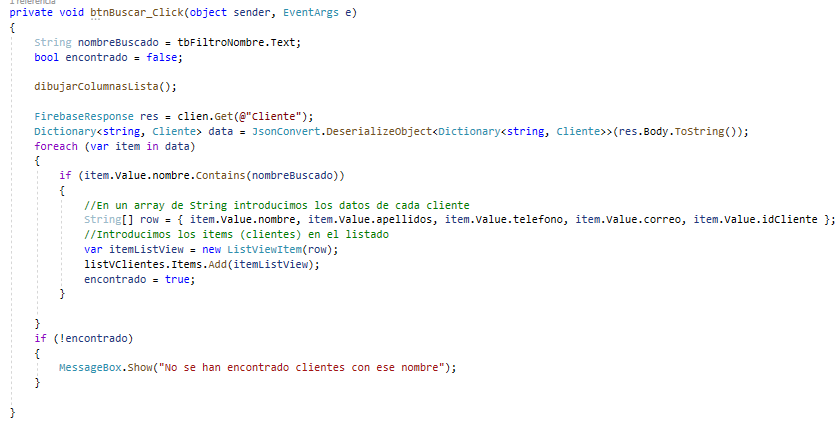 1 referencia
private void btnBuscar_Click(object sender, EventArgs e)
{
String nombreBuscado = tbFiltroNombre.Text;
bool encontrado = false;
dibujarColumnasLista();
FirebaseResponse res = clien.Get(@"Cliente");
Dictionary<string, Cliente> data = JsonConvert.DeserializeObject<Dictionary<string, Cliente>>(res.Body.ToString());
foreach (var item in data)
{
if (item.Value.nombre.Contains(nombreBuscado))
{
//En un array de String introducimos los datos de cada cliente
String[] row = { item.Value.nombre, item.Value.apellidos, item.Value.telefono, item.Value.correo, item.Value.idCliente };
//Introducimos los items (clientes) en el listado
var itemListView = new ListViewItem(row);
listVClientes.Items.Add(itemListView);
encontrado = true;
}
}
if (!encontrado)
{
MessageBox.Show("No se han encontrado clientes con ese nombre");
}
}